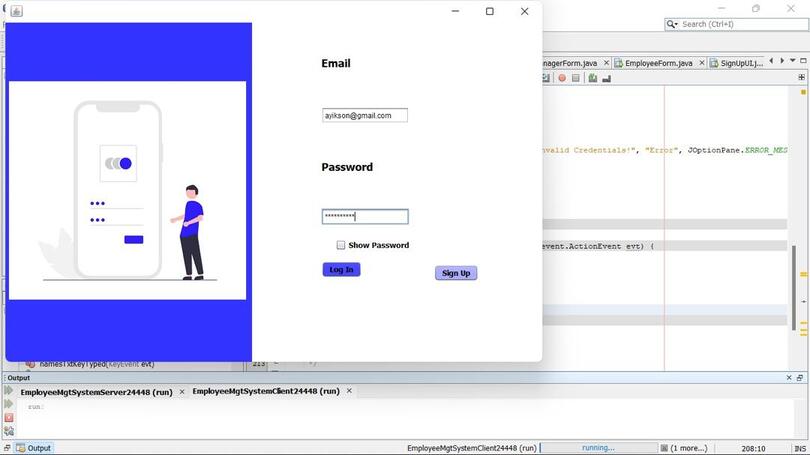 Email
ayikson@gmail.com
Password
**********
Show Password
Log In
Sign Up
Search (Ctrl+I)
nagerForm.java
EmployeeForm.java
SignUpUI.j...
nvalid Credentials!", "Error", JOptionPane.ERROR_MES
event.ActionEvent evt) {
namesTxtKeyTyped(KeyEvent evt)
213
*/
Output
EmployeeMgtSystemServer24448 (run)
EmployeeMgtSystemClient24448 (run)
run:
Output
EmployeeMgtSystemClient24448 (run)
running...
(1 more...)
208:10
INS